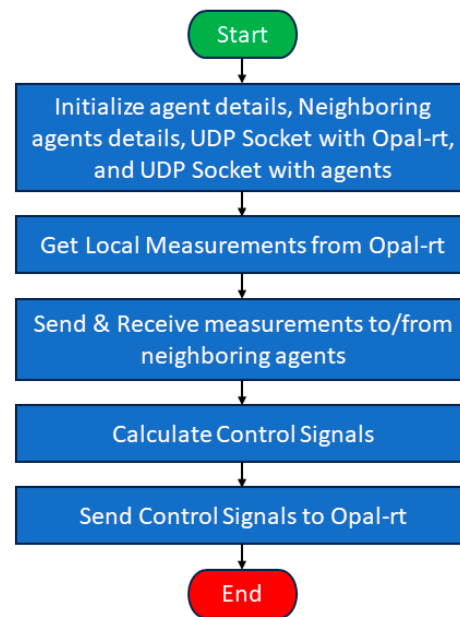 Start
Initialize agent details, Neighboring
agents details, UDP Socket with Opal-rt,
and UDP Socket with agents
Get Local Measurements from Opal-rt
Send & Receive measurements to/from
neighboring agents
Calculate Control Signals
Send Control Signals to Opal-rt
End